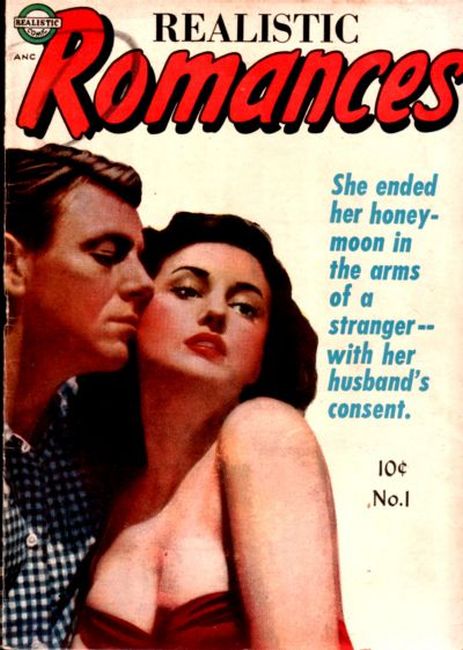 REALISTIC
COMICS
ANC
REALISTIC
Romances
She ended
her honey-
moon in
the arms
of a
stranger--
with her
husband's
consent.
10¢
No.1